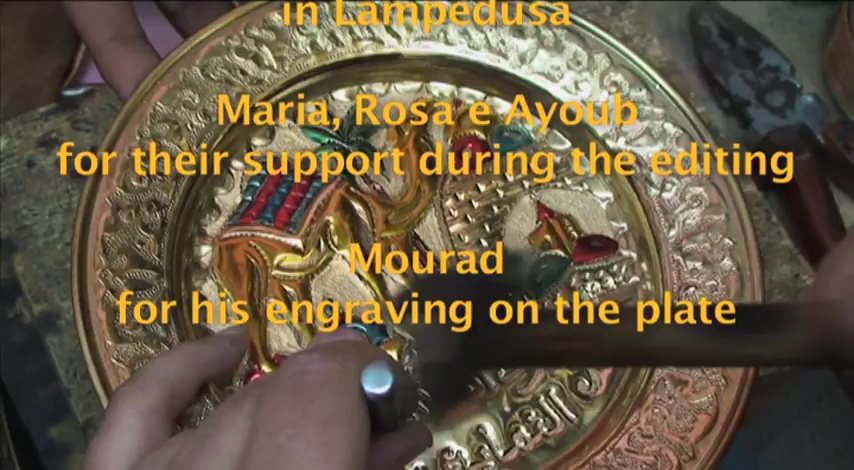 in Lampedusa
Maria, Rosa e Ayoub
for their support during the editing
Mourad
for his engraving on the plate